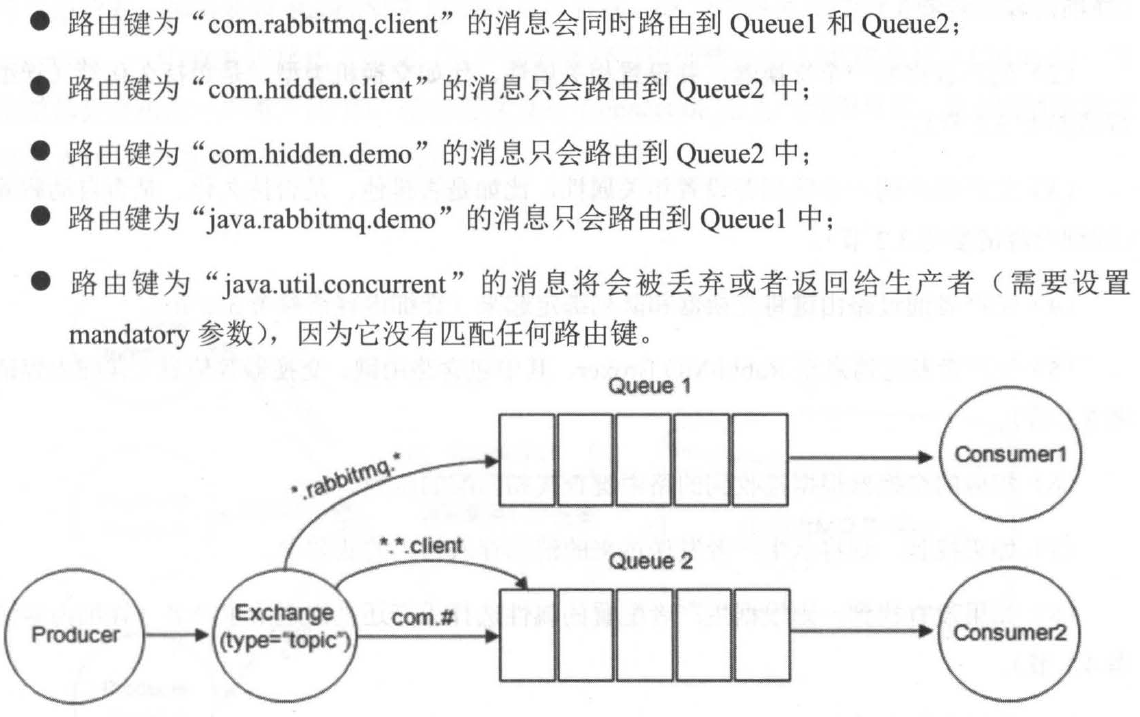 ● 路由键为“com.rabbitmq.client”的消息会同时路由到 Queue1 和 Queue2；
● 路由键为“com.hidden.client”的消息只会路由到 Queue2 中；
● 路由键为“com.hidden.demo”的消息只会路由到 Queue2 中；
● 路由键为“java.rabbitmq.demo”的消息只会路由到 Queue1 中；
● 路由键为“java.util.concurrent”的消息将会被丢弃或者返回给生产者（需要设置
mandatory 参数），因为它没有匹配任何路由键。
Queue 1
*.rabbitmq.*
Consumer1
*.*.client
Queue 2
Producer
Exchange
(type="topic")
com.#
Consumer2